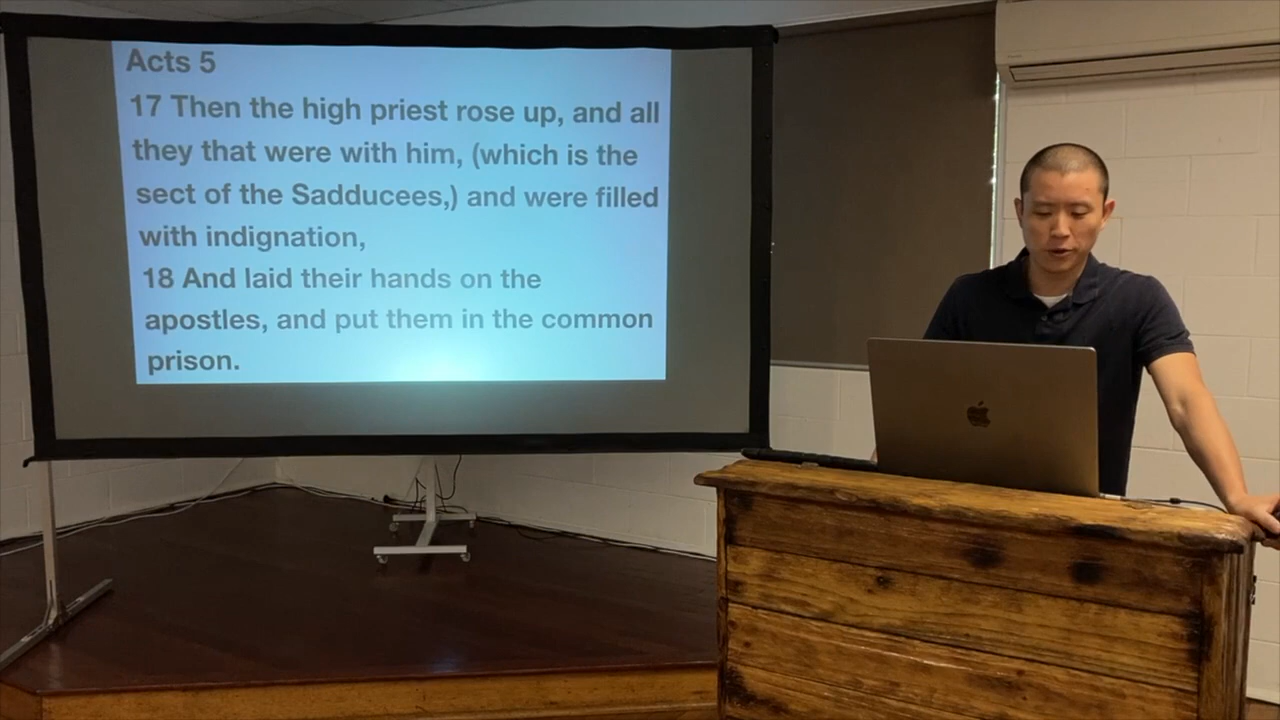 Acts 5
17 Then the high priest rose up, and all
they that were with him, (which is the
sect of the Sadducees,) and were filled
with indignation,
18 And laid their hands on the
apostles, and put them in the common
prison.